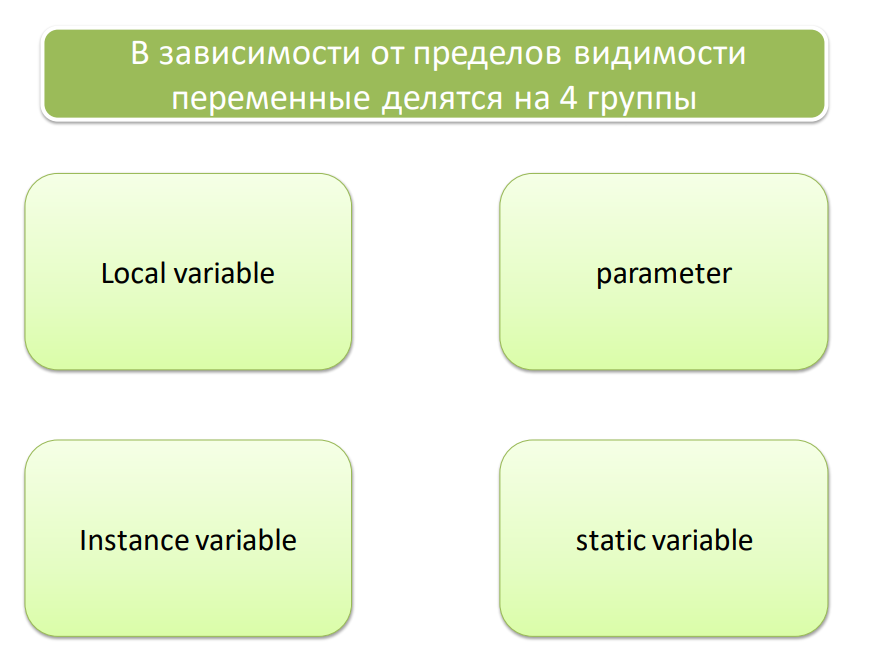 В зависимости от пределов видимости
переменные делятся на 4 группы
Local variable
parameter
Instance variable
static variable